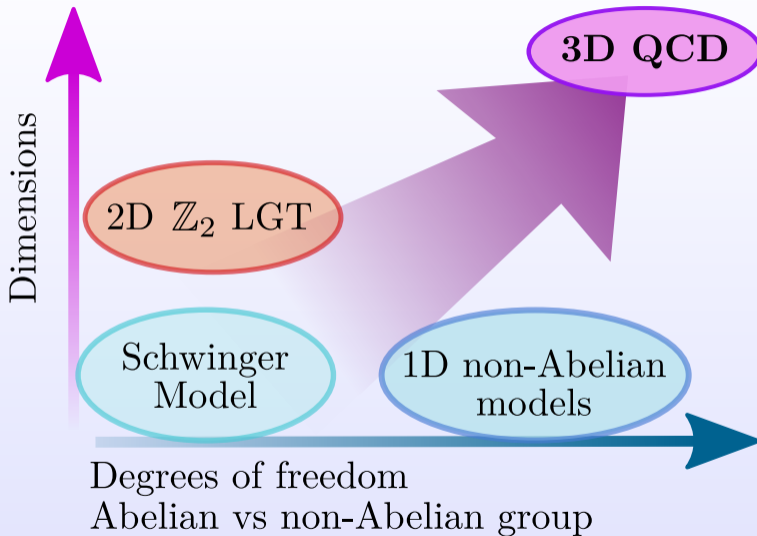 3D QCD
Dimensions
2D ℤ₂ LGT
Schwinger
Model
1D non-Abelian
models
Degrees of freedom
Abelian vs non-Abelian group